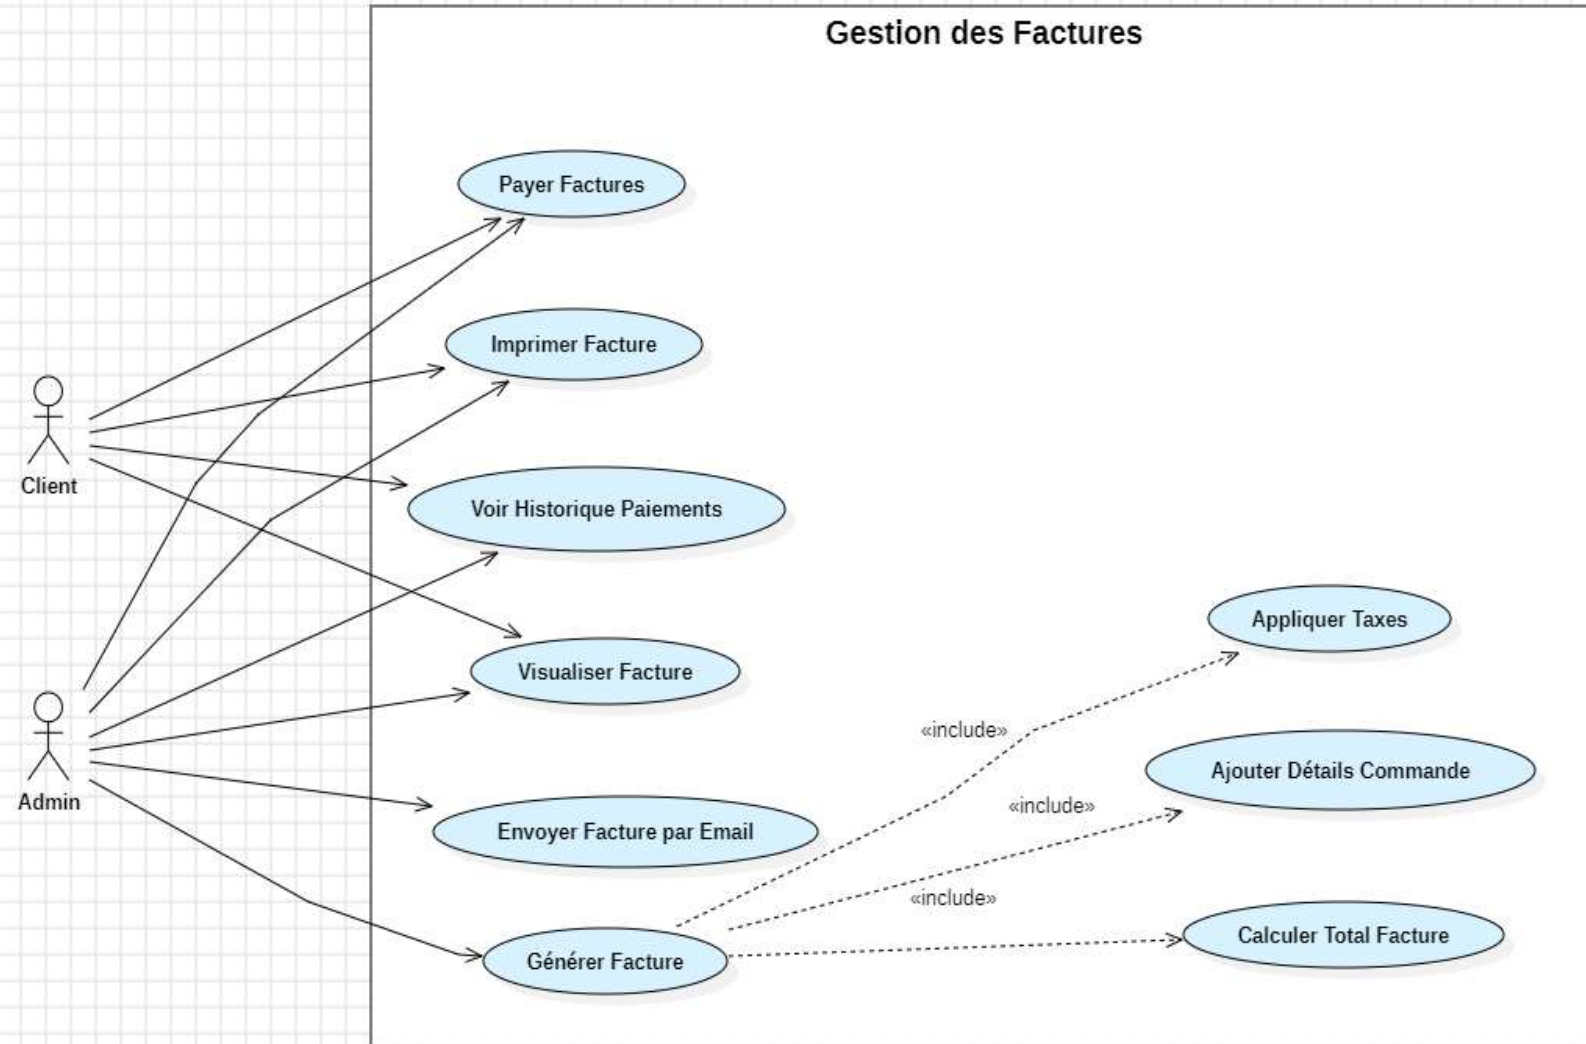 Gestion des Factures
Payer Factures
Imprimer Facture
Client
Voir Historique Paiements
Appliquer Taxes
Visualiser Facture
«include»
Ajouter Détails Commande
Admin
«include»
Envoyer Facture par Email
«include»
Calculer Total Facture
Générer Facture